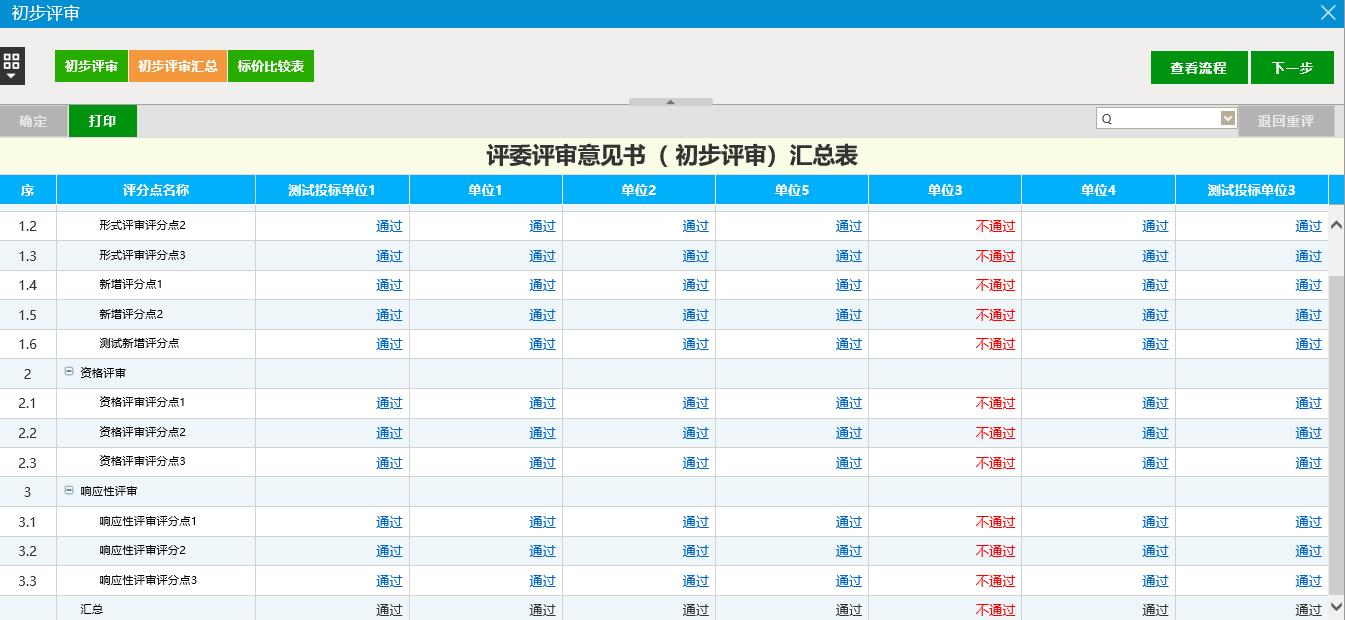 初步评审
初步评审 初步评审汇总 标价比较表 查看流程 下一步
确定 打印 Q 退回重评
评委评审意见书（初步评审）汇总表
序 评分点名称 测试投标单位1 单位1 单位2 单位5 单位3 单位4 测试投标单位3
1.2 形式评审评分点2 通过 通过 通过 通过 不通过 通过 通过
1.3 形式评审评分点3 通过 通过 通过 通过 不通过 通过 通过
1.4 新增评分点1 通过 通过 通过 通过 不通过 通过 通过
1.5 新增评分点2 通过 通过 通过 通过 不通过 通过 通过
1.6 测试新增评分点 通过 通过 通过 通过 不通过 通过 通过
2 资格评审
2.1 资格评审评分点1 通过 通过 通过 通过 不通过 通过 通过
2.2 资格评审评分点2 通过 通过 通过 通过 不通过 通过 通过
2.3 资格评审评分点3 通过 通过 通过 通过 不通过 通过 通过
3 响应性评审
3.1 响应性评审评分点1 通过 通过 通过 通过 不通过 通过 通过
3.2 响应性评审评分2 通过 通过 通过 通过 不通过 通过 通过
3.3 响应性评审评分点3 通过 通过 通过 通过 不通过 通过 通过
汇总 通过 通过 通过 通过 不通过 通过 通过